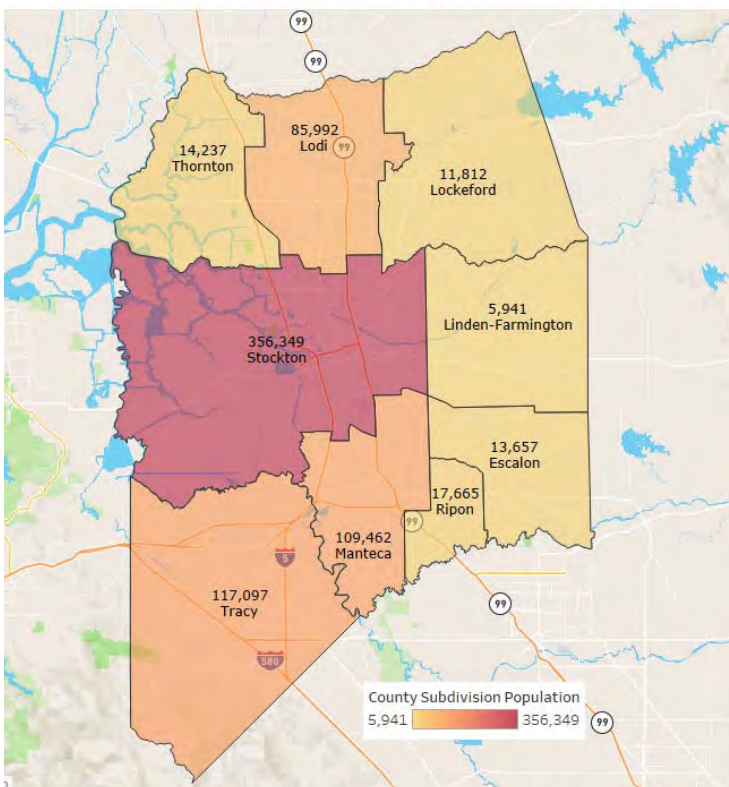 99
99
85,992
Lodi
99
14,237
Thornton
11,812
Lockeford
5,941
Linden-Farmington
356,349
Stockton
13,657
Escalon
17,665
Ripon
99
109,462
Manteca
5
117,097
Tracy
99
580
County Subdivision Population
5,941 356,349
99